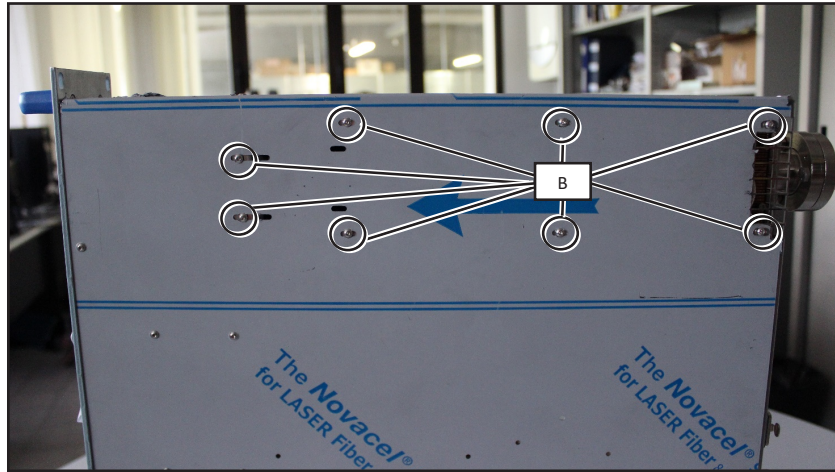 B
The Novacel®
for LASER Fiber
The Novacel®
for LASER Fiber &